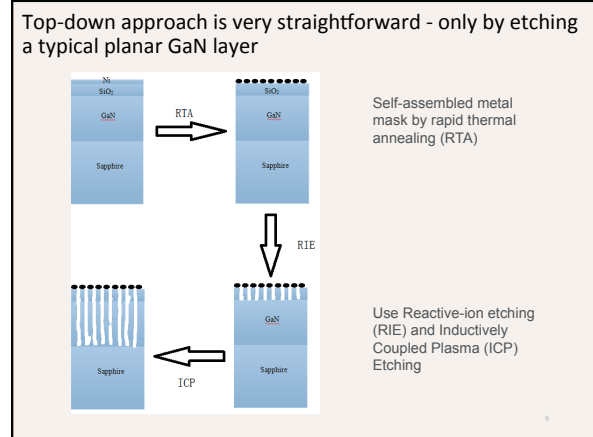 Top-down approach is very straightforward - only by etching
a typical planar GaN layer
Ni
SiO₂
GaN
Sapphire
RTA
SiO₂
GaN
Sapphire
Self-assembled metal
mask by rapid thermal
annealing (RTA)
RIE
Sapphire
ICP
GaN
Sapphire
Use Reactive-ion etching
(RIE) and Inductively
Coupled Plasma (ICP)
Etching